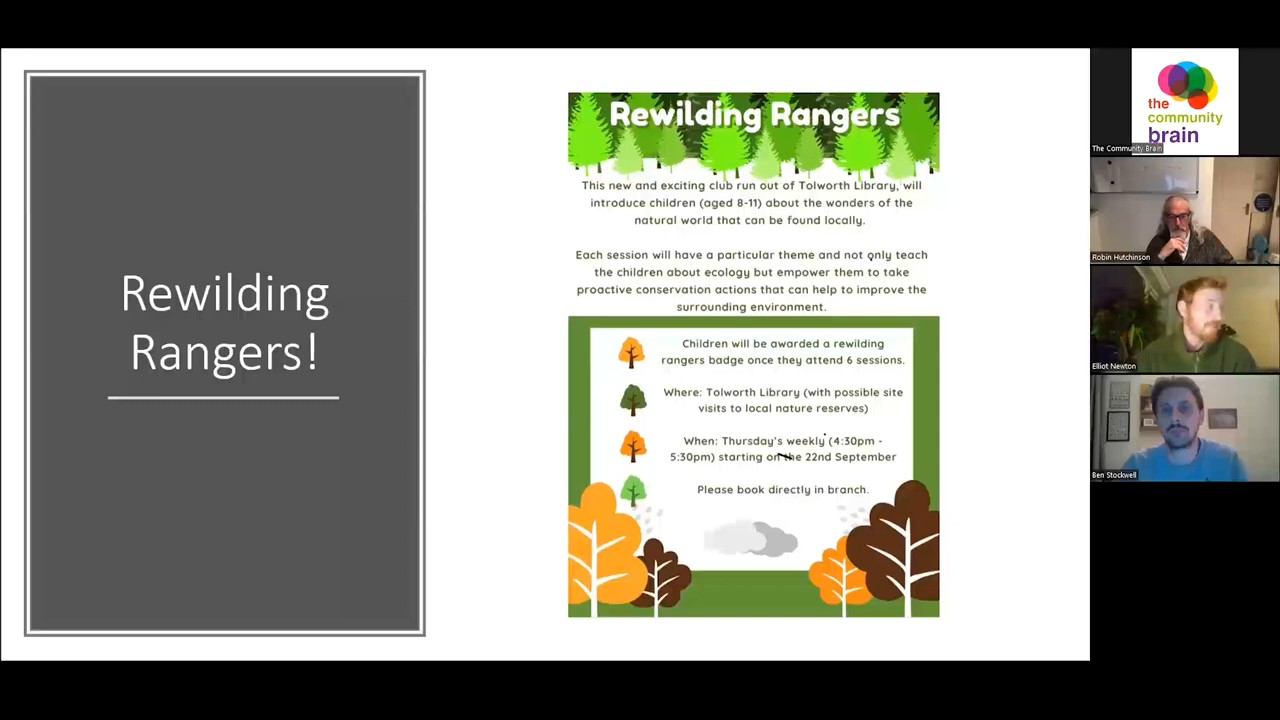 Rewilding
Rangers!
Rewilding Rangers
This new and exciting club run out of Tolworth Library, will
introduce children (aged 8-11) about the wonders of the
natural world that can be found locally.
Each session will have a particular theme and not only teach
the children about ecology but empower them to take
proactive conservation actions that can help to improve the
surrounding environment.
Children will be awarded a rewilding
rangers badge once they attend 6 sessions.
Where: Tolworth Library (with possible site
visits to local nature reserves)
When: Thursday's weekly (4:30pm -
5:30pm) starting on the 22nd September
Please book directly in branch.
the
community
brain
The Community Brain
Robin Hutchinson
Elliot Newton
Ben Stockwell